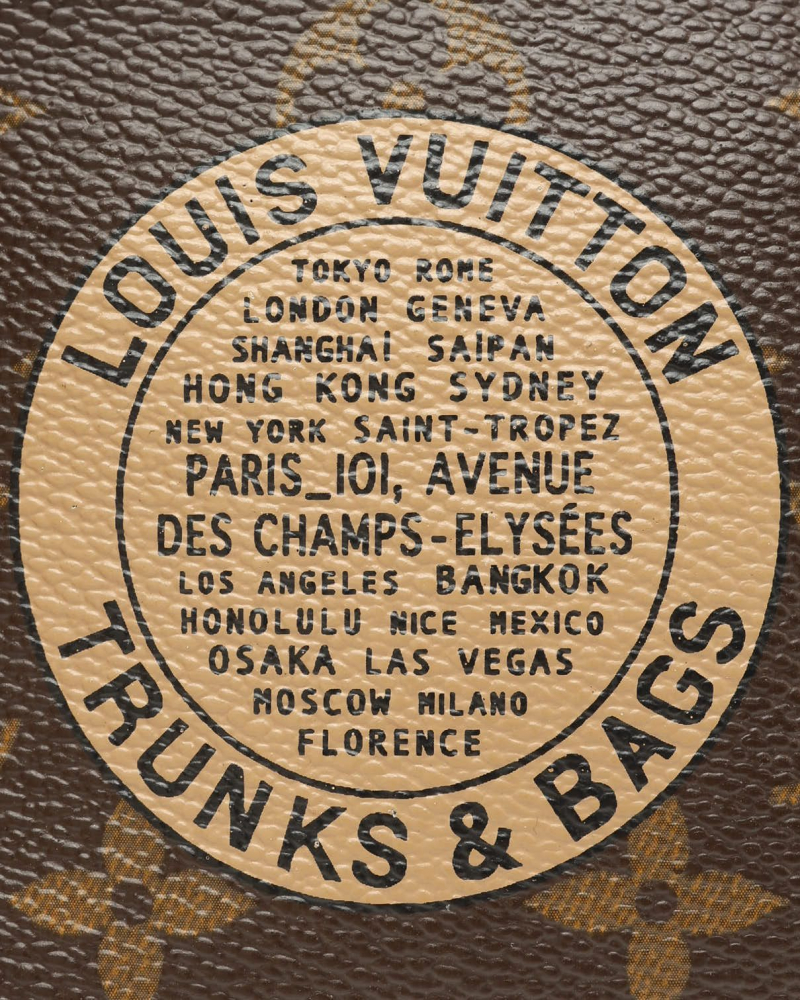 LOUIS VUITTON
TOKYO ROME
LONDON GENEVA
SHANGHAI SAIPAN
HONG KONG SYDNEY
NEW YORK SAINT-TROPEZ
PARIS_101, AVENUE
DES CHAMPS-ELYSÉES
LOS ANGELES BANGKOK
HONOLULU NICE MEXICO
OSAKA LAS VEGAS
MOSCOW MILANO
FLORENCE
TRUNKS & BAGS